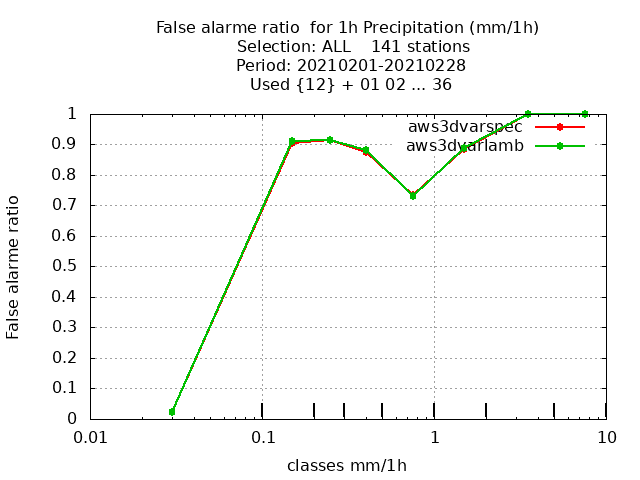 False alarme ratio  for 1h Precipitation (mm/1h)
Selection: ALL    141 stations
Period: 20210201-20210228
Used {12} + 01 02 ... 36
aws3dvarspec
aws3dvarlamb
1
0.9
0.8
0.7
0.6
0.5
0.4
0.3
0.2
0.1
0
False alarme ratio
0.01 0.1 1 10
classes mm/1h